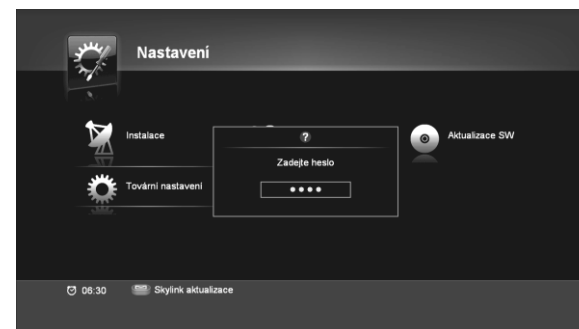 Nastavení
Instalace
?
Aktualizace SW
Zadejte heslo
Tovární nastavení
••••
06:30
Skylink aktualizace